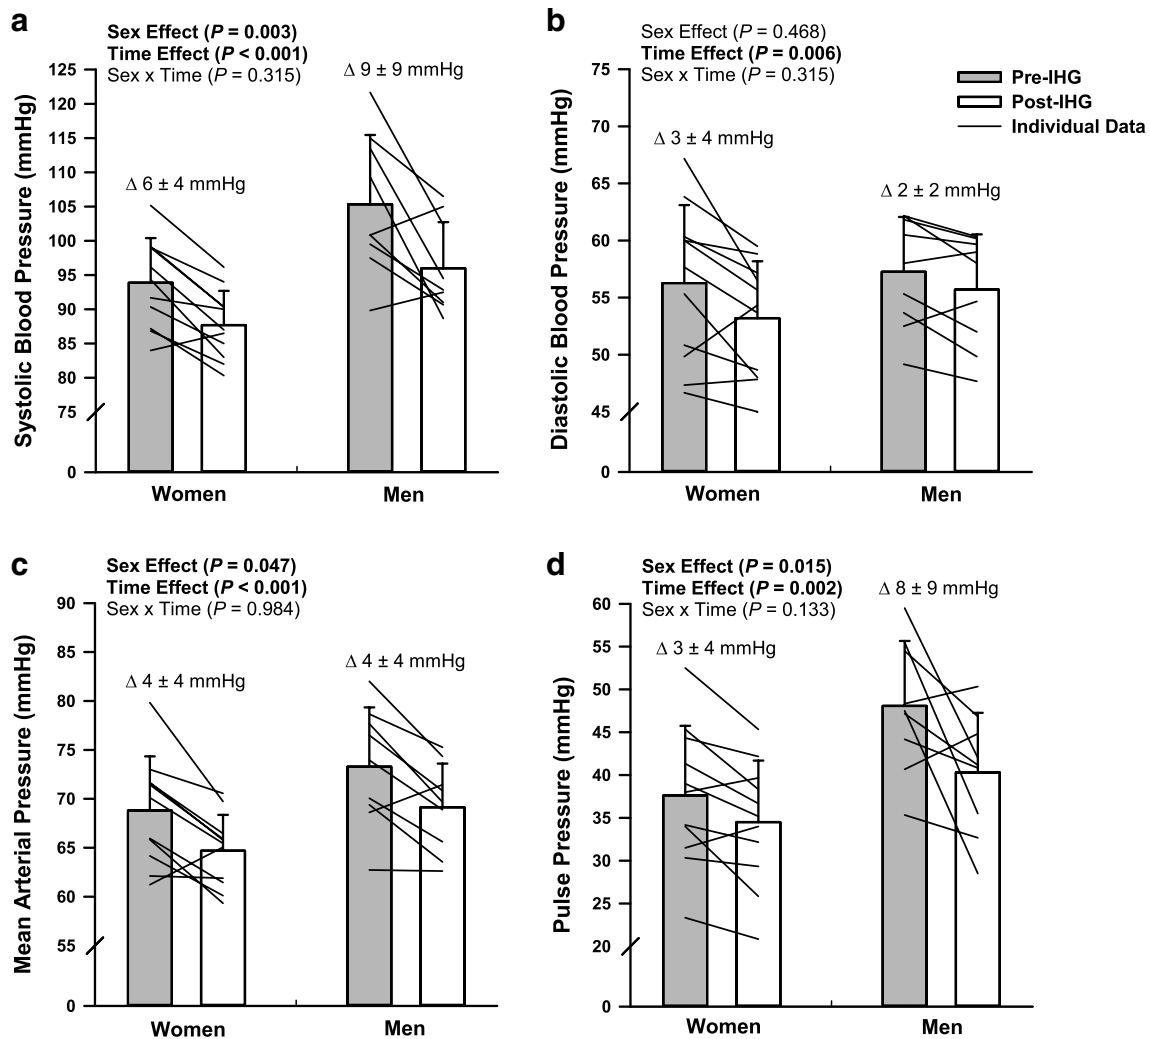 a
Sex Effect (P = 0.003)
Time Effect (P < 0.001)
Sex x Time (P = 0.315)
Systolic Blood Pressure (mmHg)
125
120
115
110
105
100
95
90
85
80
75
0
Δ 6 ± 4 mmHg
Δ 9 ± 9 mmHg
Women
Men
b
Sex Effect (P = 0.468)
Time Effect (P = 0.006)
Sex x Time (P = 0.315)
Diastolic Blood Pressure (mmHg)
75
70
65
60
55
50
45
0
Δ 3 ± 4 mmHg
Δ 2 ± 2 mmHg
Women
Men
Pre-IHG
Post-IHG
Individual Data
c
Sex Effect (P = 0.047)
Time Effect (P < 0.001)
Sex x Time (P = 0.984)
Mean Arterial Pressure (mmHg)
90
85
80
75
70
65
60
55
0
Δ 4 ± 4 mmHg
Δ 4 ± 4 mmHg
Women
Men
d
Sex Effect (P = 0.015)
Time Effect (P = 0.002)
Sex x Time (P = 0.133)
Pulse Pressure (mmHg)
60
55
50
45
40
35
30
25
20
0
Δ 3 ± 4 mmHg
Δ 8 ± 9 mmHg
Women
Men